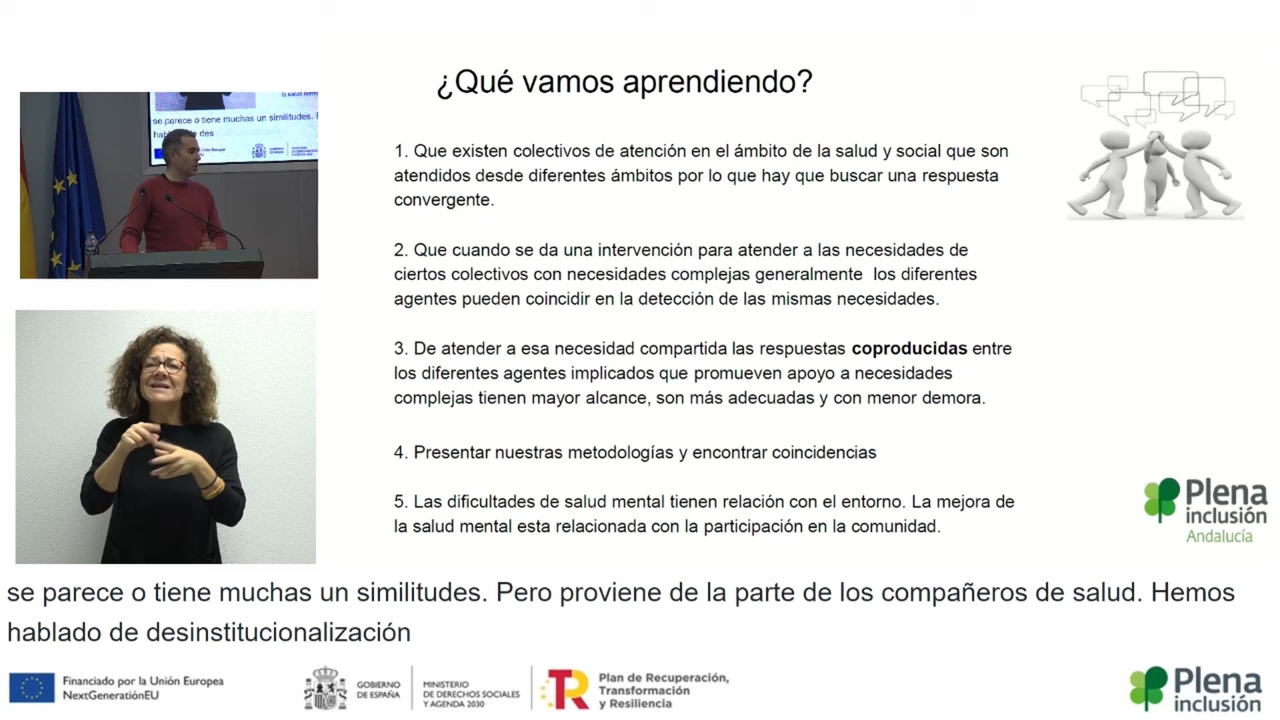 ¿Qué vamos aprendiendo?
se parece o tiene muchas un similitudes.
1. Que existen colectivos de atención en el ámbito de la salud y social que son
atendidos desde diferentes ámbitos por lo que hay que buscar una respuesta
convergente.
2. Que cuando se da una intervención para atender a las necesidades de
ciertos colectivos con necesidades complejas generalmente los diferentes
agentes pueden coincidir en la detección de las mismas necesidades.
3. De atender a esa necesidad compartida las respuestas coproducidas entre
los diferentes agentes implicados que promueven apoyo a necesidades
complejas tienen mayor alcance, son más adecuadas y con menor demora.
4. Presentar nuestras metodologías y encontrar coincidencias
5. Las dificultades de salud mental tienen relación con el entorno. La mejora de
la salud mental esta relacionada con la participación en la comunidad.
Plena
inclusión
Andalucía
se parece o tiene muchas un similitudes. Pero proviene de la parte de los compañeros de salud. Hemos
hablado de desinstitucionalización
Financiado por la Unión Europea
NextGenerationEU
GOBIERNO
DE ESPAÑA
MINISTERIO
DE DERECHOS SOCIALES
Y AGENDA 2030
TR
Plan de Recuperación,
Transformación
y Resiliencia
Plena
inclusión